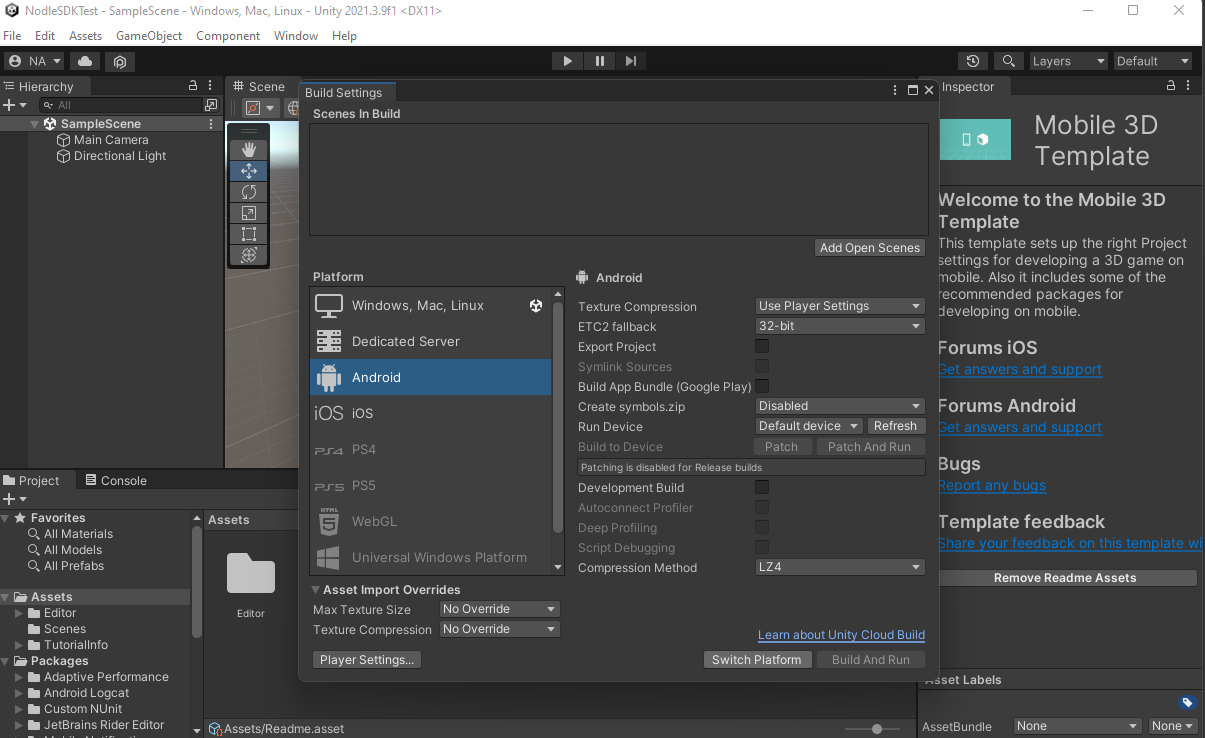 NodleSDKTest - SampleScene - Windows, Mac, Linux - Unity 2021.3.9f1 <DX11>
File Edit Assets GameObject Component Window Help
NA
Layers
Default
Hierarchy
All
SampleScene
Main Camera
Directional Light
Scene
Build Settings
Scenes In Build
Add Open Scenes
Platform
Windows, Mac, Linux
Dedicated Server
Android
iOS iOS
PS4 PS4
PS5 PS5
HTML 5 WebGL
Universal Windows Platform
Asset Import Overrides
Max Texture Size No Override
Texture Compression No Override
Player Settings...
Android
Texture Compression Use Player Settings
ETC2 fallback 32-bit
Export Project
Symlink Sources
Build App Bundle (Google Play)
Create symbols.zip Disabled
Run Device Default device Refresh
Build to Device Patch Patch And Run
Patching is disabled for Release builds
Development Build
Autoconnect Profiler
Deep Profiling
Script Debugging
Compression Method LZ4
Learn about Unity Cloud Build
Switch Platform Build And Run
Inspector
Mobile 3D
Template
Welcome to the Mobile 3D
Template
This template sets up the right Project
settings for developing a 3D game on
mobile. Also it includes some of the
recommended packages for
developing on mobile.
Forums iOS
Get answers and support
Forums Android
Get answers and support
Bugs
Report any bugs
Template feedback
Share your feedback on this template wi
Remove Readme Assets
Asset Labels
AssetBundle None None
Project
Console
Favorites
All Materials
All Models
All Prefabs
Assets
Editor
Scenes
TutorialInfo
Packages
Adaptive Performance
Android Logcat
Custom NUnit
JetBrains Rider Editor
Assets
Editor
Assets/Readme.asset